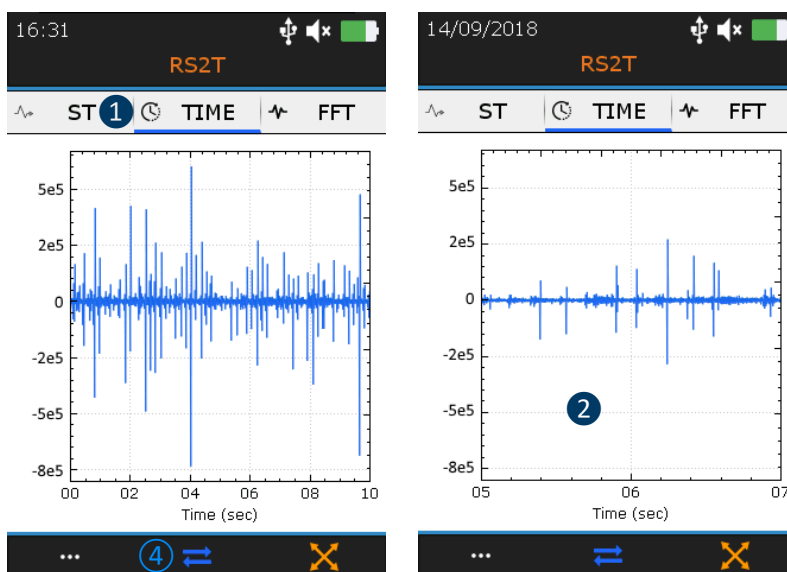 16:31
RS2T
ST 1 TIME FFT
5e5
2e5
0
-2e5
-5e5
-8e5
00 02 04 06 08 10
Time (sec)
... 4
14/09/2018
RS2T
ST TIME FFT
5e5
2e5
0
-2e5
-5e5
-8e5
2
05 06 07
Time (sec)
...